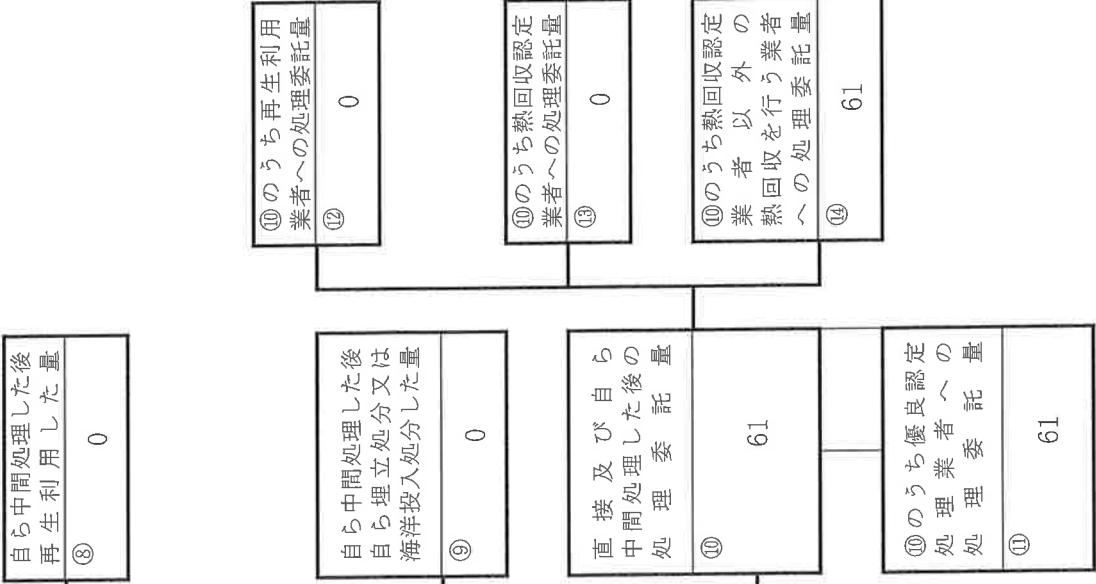 自ら中間処理した後
再生利用した量
⑧
0
自ら中間処理した後
自ら埋立処分又は
海洋投入処分した量
⑨
0
直接及び自ら
中間処理した後の
処理委託量
⑩
61
⑩のうち優良認定
処理業者への
処理委託量
⑪
61
⑩のうち再生利用
業者への処理委託量
⑫
0
⑩のうち熱回収認定
業者への処理委託量
⑬
0
⑩のうち熱回収認定
業者以外の
熱回収を行う業者
への処理委託量
⑭
61